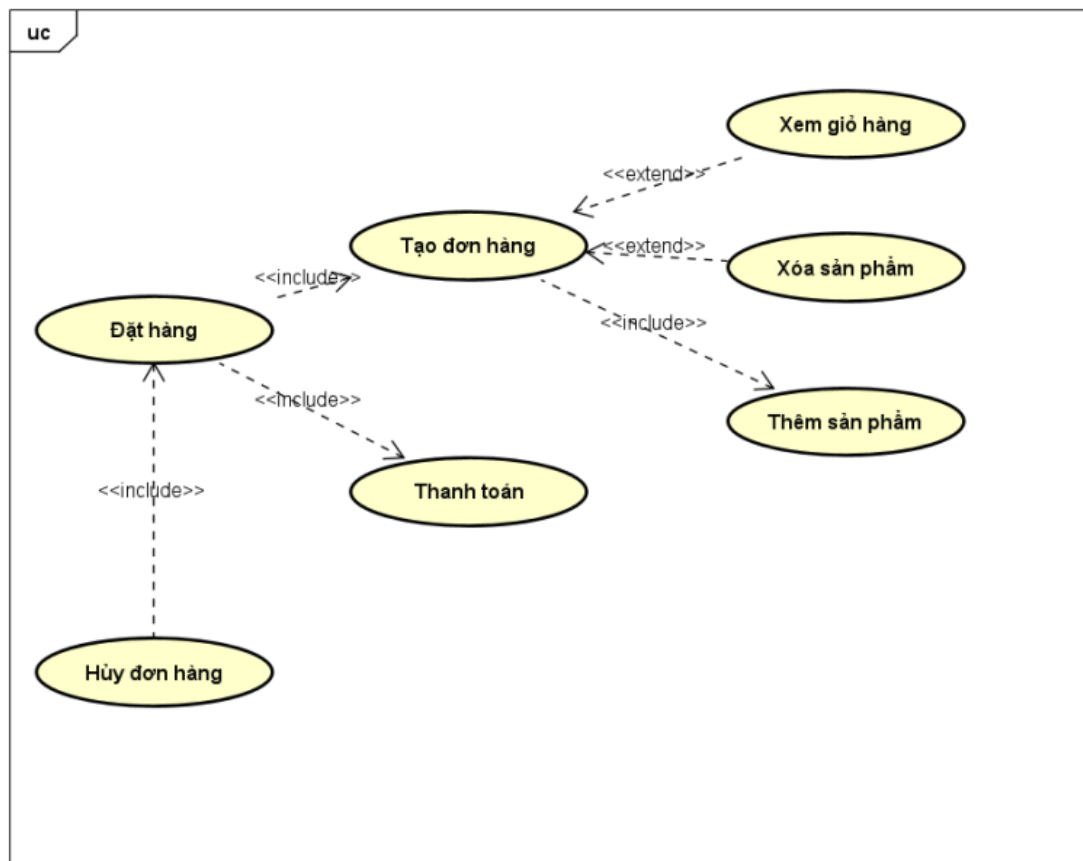 uc
Xem giỏ hàng
<<extend>>
Tạo đơn hàng
<<extend>>
Xóa sản phẩm
<<include>>
<<include>>
Đặt hàng
<<include>>
Thêm sản phẩm
Thanh toán
<<include>>
Hủy đơn hàng